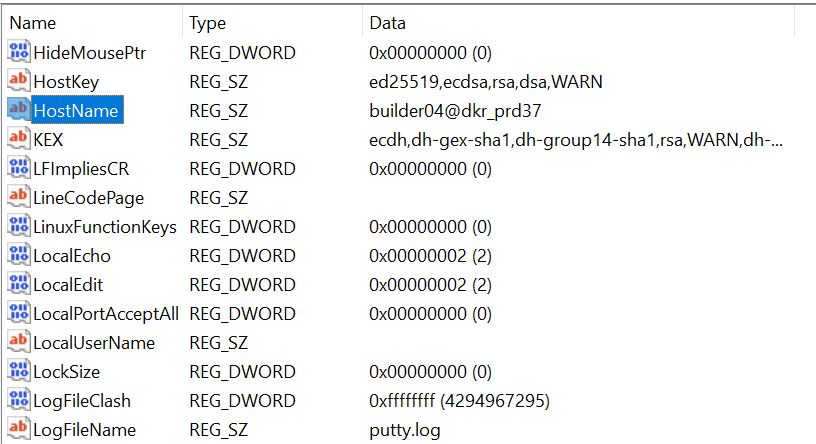 Name Type Data
HideMousePtr REG_DWORD 0x00000000 (0)
HostKey REG_SZ ed25519,ecdsa,rsa,dsa,WARN
HostName REG_SZ builder04@dkr_prd37
KEX REG_SZ ecdh,dh-gex-sha1,dh-group14-sha1,rsa,WARN,dh-...
LFImpliesCR REG_DWORD 0x00000000 (0)
LineCodePage REG_SZ
LinuxFunctionKeys REG_DWORD 0x00000000 (0)
LocalEcho REG_DWORD 0x00000002 (2)
LocalEdit REG_DWORD 0x00000002 (2)
LocalPortAcceptAll REG_DWORD 0x00000000 (0)
LocalUserName REG_SZ
LockSize REG_DWORD 0x00000000 (0)
LogFileClash REG_DWORD 0xffffffff (4294967295)
LogFileName REG_SZ putty.log